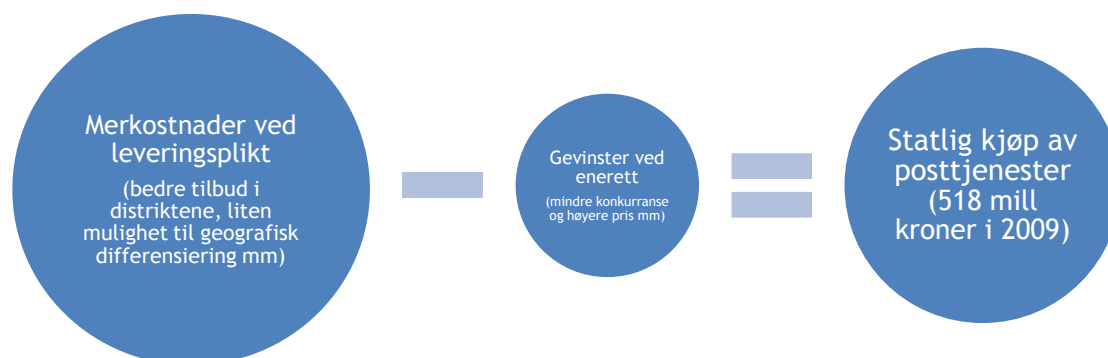 Merkostnader ved
leveringsplikt
(bedre tilbud i
distriktene, liten
mulighet til geografisk
differensiering mm)
Gevinster ved
enerett
(mindre konkurranse
og høyere pris mm)
Statlig kjøp av
posttjenester
(518 mill
kroner i 2009)